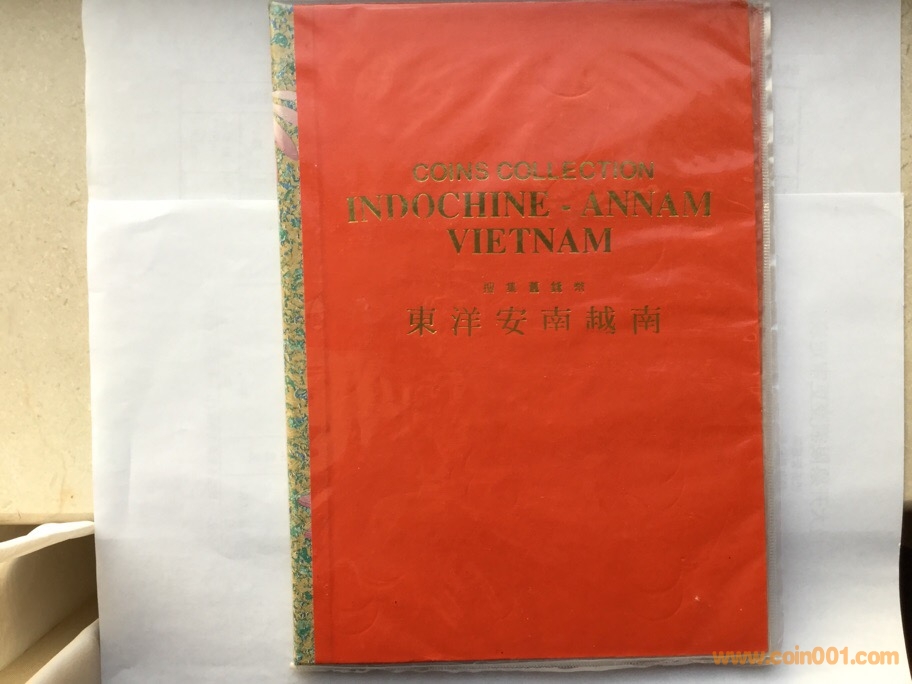 COINS COLLECTION
INDOCHINE - ANNAM
VIETNAM
東洋安南越南
www.coin001.com